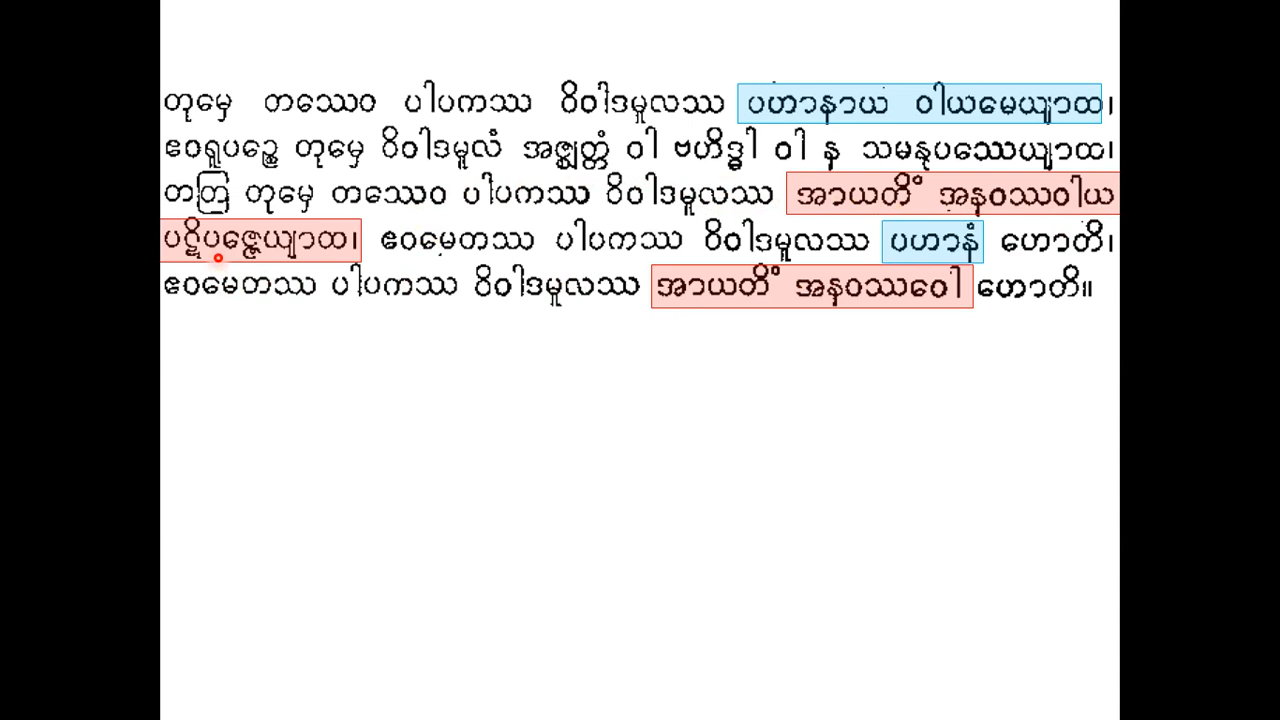 တုမှေ တဿေဝ ပါပကဿ ဝိဝါဒမူလဿ ပဟာနာယ ဝါယမေယျာထ၊
ဧဝရူပဉ္စေ တုမှေ ဝိဝါဒမူလံ အဇ္ဈတ္တံ ဝါ ဗဟိဒ္ဓါ ဝါ န သမနုပဿေယျာထ၊
တတြ တုမှေ တဿေဝ ပါပကဿ ဝိဝါဒမူလဿ အာယတိံ အနဝဿဝါယ
ပဋိပဇ္ဇေယျာထ၊ ဧဝမေတဿ ပါပကဿ ဝိဝါဒမူလဿ ပဟာနံ ဟောတိ၊
ဧဝမေတဿ ပါပကဿ ဝိဝါဒမူလဿ အာယတိံ အနဝဿဝေါ ဟောတိ။